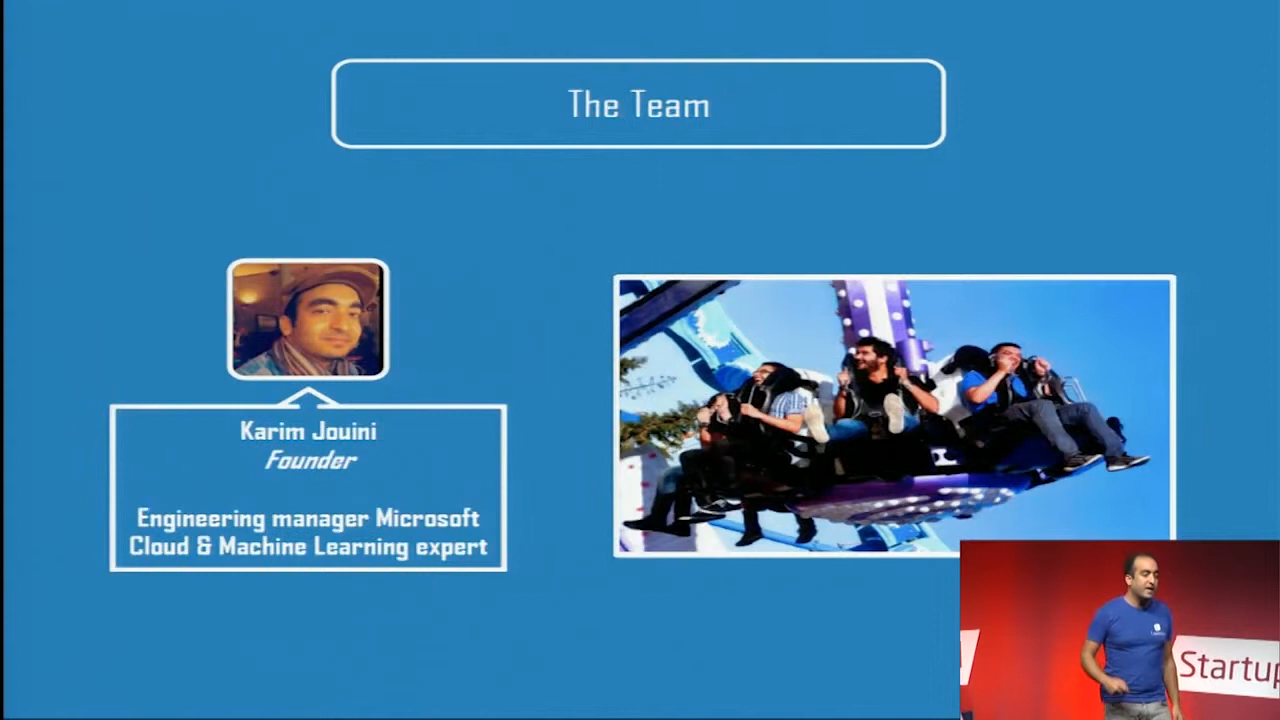 The Team
Karim Jouini
Founder
Engineering manager Microsoft
Cloud & Machine Learning expert
Startup